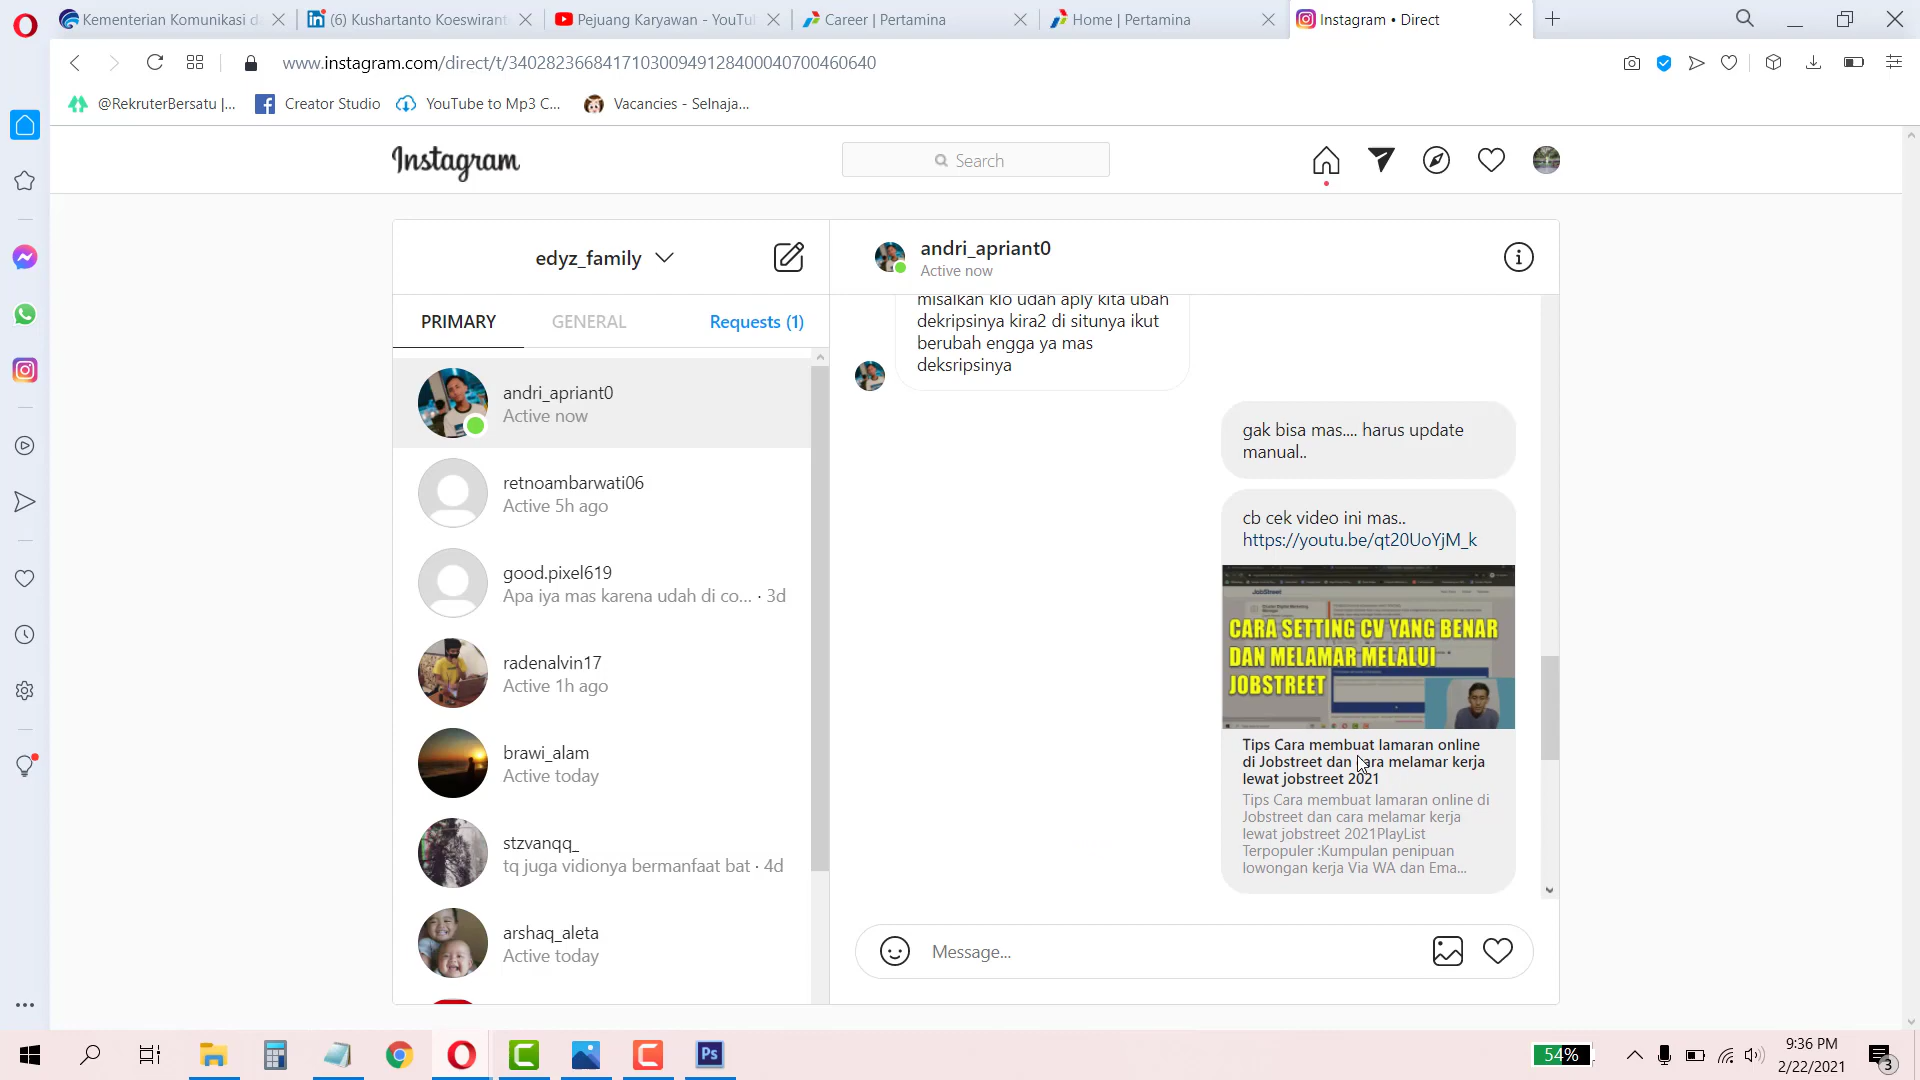 Kementerian Komunikasi d
(6) Kushartanto Koeswirant
Pejuang Karyawan - YouTu
Career | Pertamina
Home | Pertamina
Instagram • Direct
www.instagram.com/direct/t/340282366841710300949128400040700460640
@RekruterBersatu |...
Creator Studio
YouTube to Mp3 C...
Vacancies - Selnaja...
Instagram
Search
edyz_family
andri_apriant0
Active now
PRIMARY
GENERAL
Requests (1)
andri_apriant0
Active now
retnoambarwati06
Active 5h ago
good.pixel619
Apa iya mas karena udah di co... · 3d
radenalvin17
Active 1h ago
brawi_alam
Active today
stzvanqq_
tq juga vidionya bermanfaat bat · 4d
arshaq_aleta
Active today
misalkan klo udah aply kita ubah
dekripsinya kira2 di situnya ikut
berubah engga ya mas
deksripsinya
gak bisa mas.... harus update
manual..
cb cek video ini mas..
https://youtu.be/qt20UoYjM_k
JobStreet
CARA SETTING CV YANG BENAR
DAN MELAMAR MELALUI
JOBSTREET
Tips Cara membuat lamaran online
di Jobstreet dan cara melamar kerja
lewat jobstreet 2021
Tips Cara membuat lamaran online di
Jobstreet dan cara melamar kerja
lewat jobstreet 2021PlayList
Terpopuler :Kumpulan penipuan
lowongan kerja Via WA dan Ema...
Message...
Ps
54%
9:36 PM
2/22/2021
3